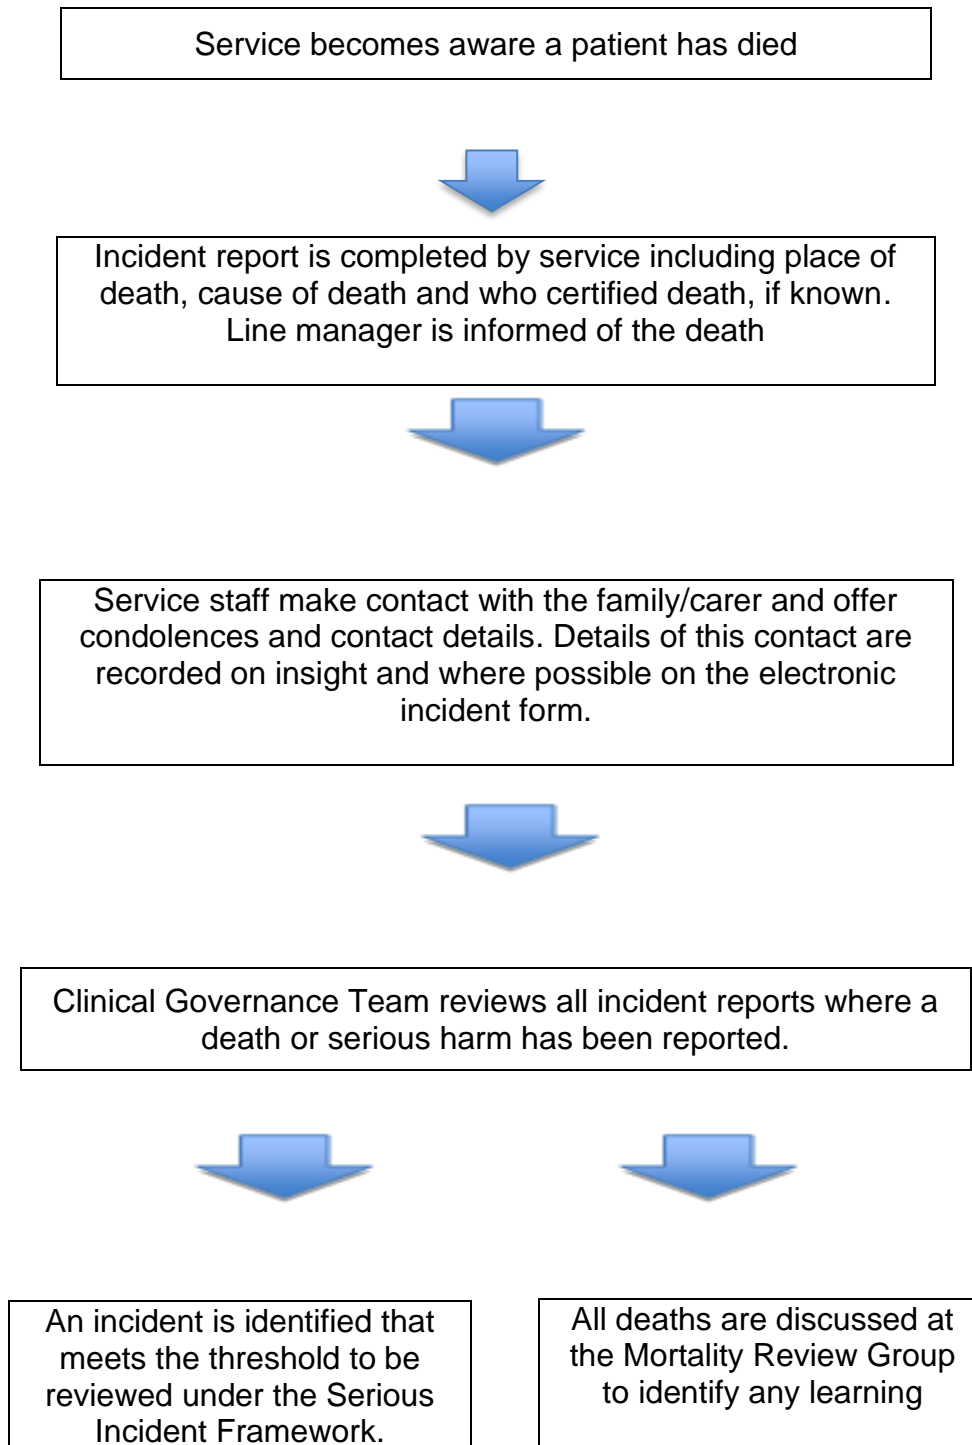 Service becomes aware a patient has died
Incident report is completed by service including place of
death, cause of death and who certified death, if known.
Line manager is informed of the death
Service staff make contact with the family/carer and offer
condolences and contact details. Details of this contact are
recorded on insight and where possible on the electronic
incident form.
Clinical Governance Team reviews all incident reports where a
death or serious harm has been reported.
An incident is identified that
meets the threshold to be
reviewed under the Serious
Incident Framework.
All deaths are discussed at
the Mortality Review Group
to identify any learning